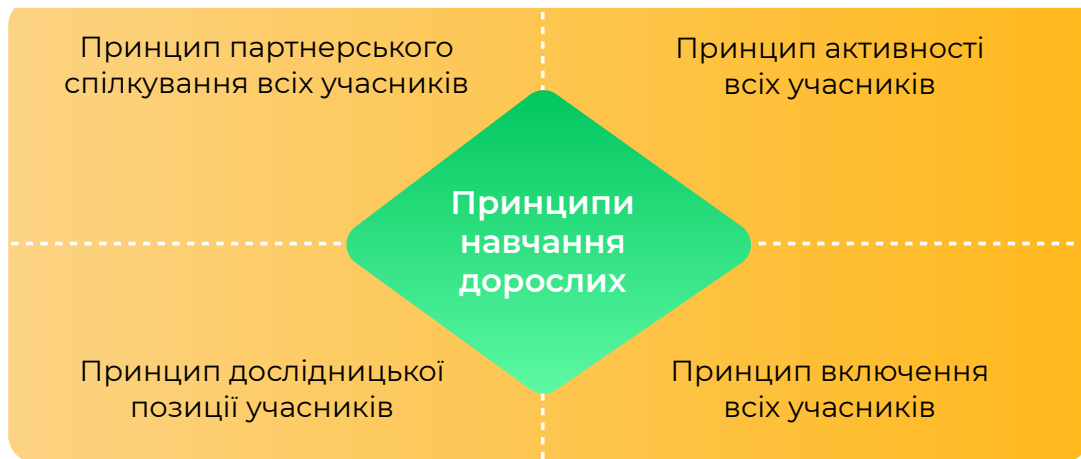 Принцип партнерського
спілкування всіх учасників
Принцип активності
всіх учасників
Принципи
навчання
дорослих
Принцип дослідницької
позиції учасників
Принцип включення
всіх учасників